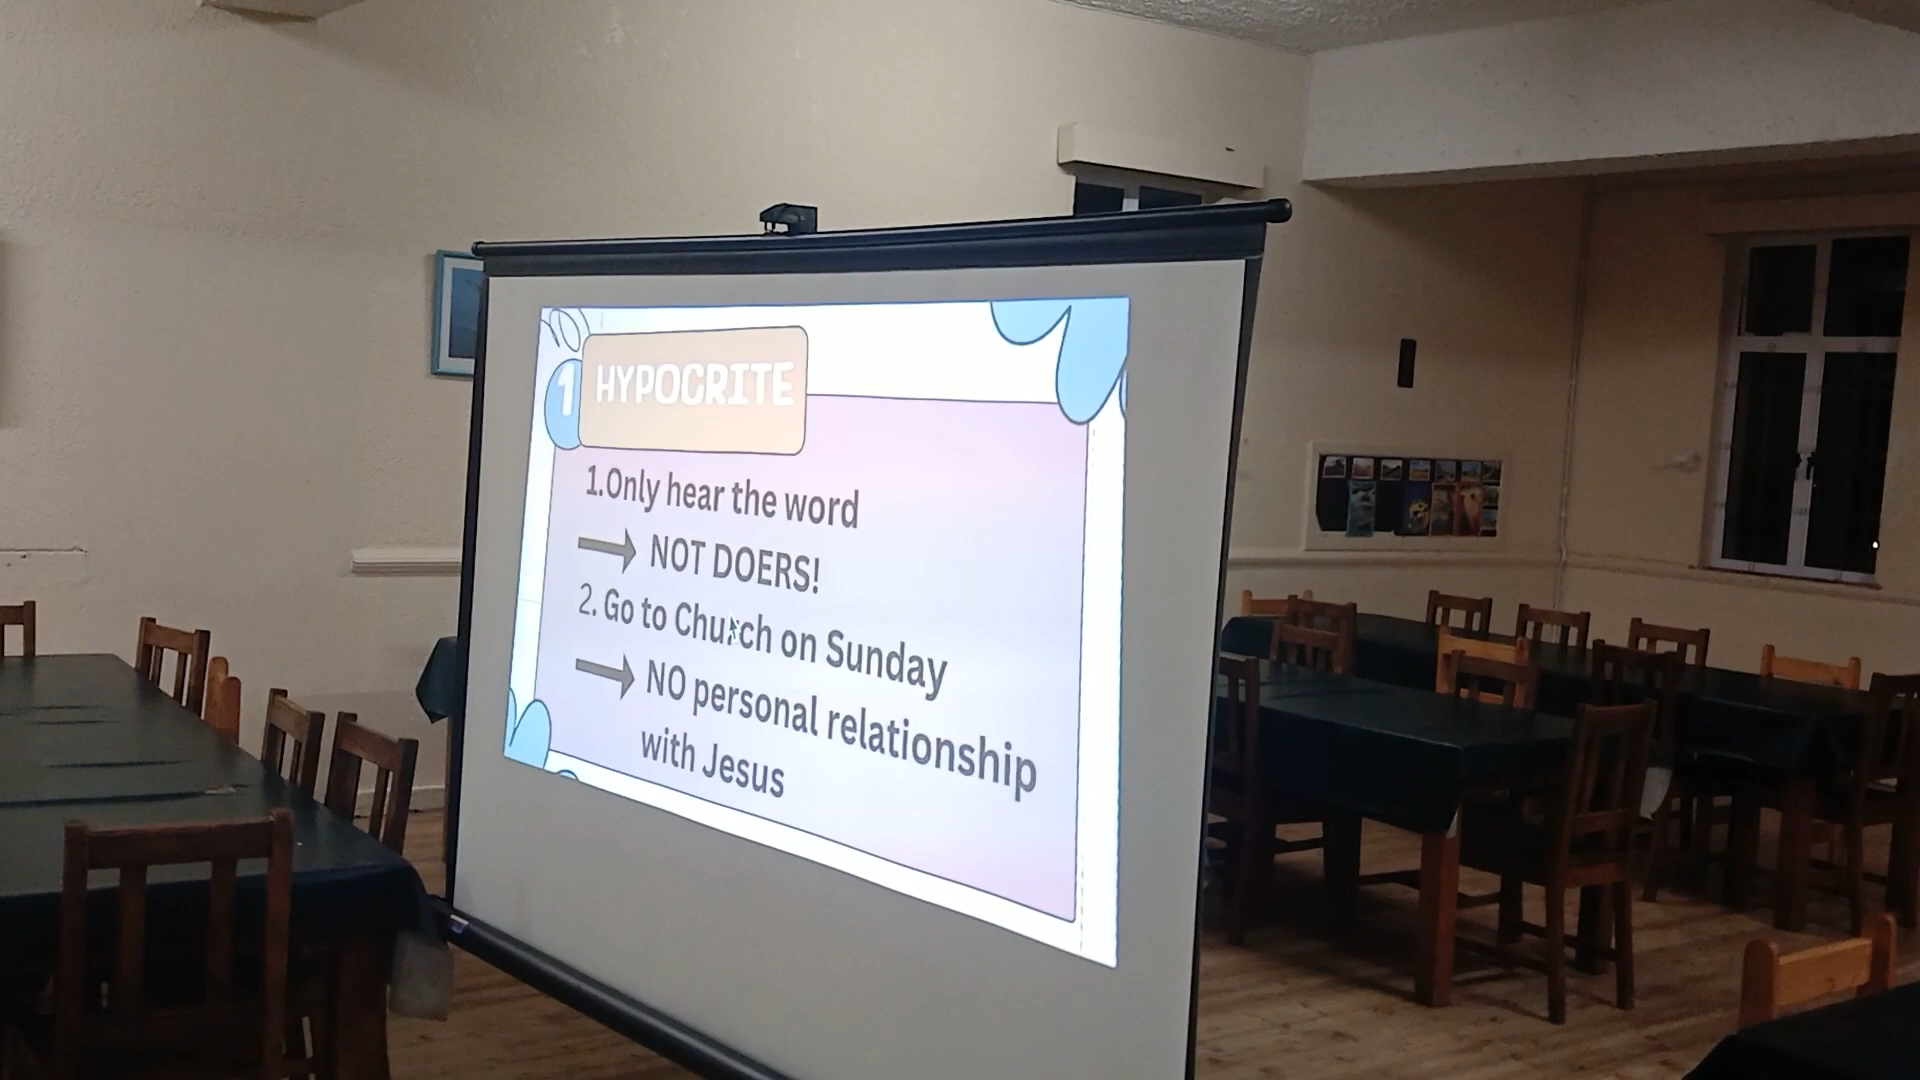 1 HYPOCRITE
1.Only hear the word
NOT DOERS!
2. Go to Church on Sunday
NO personal relationship
with Jesus